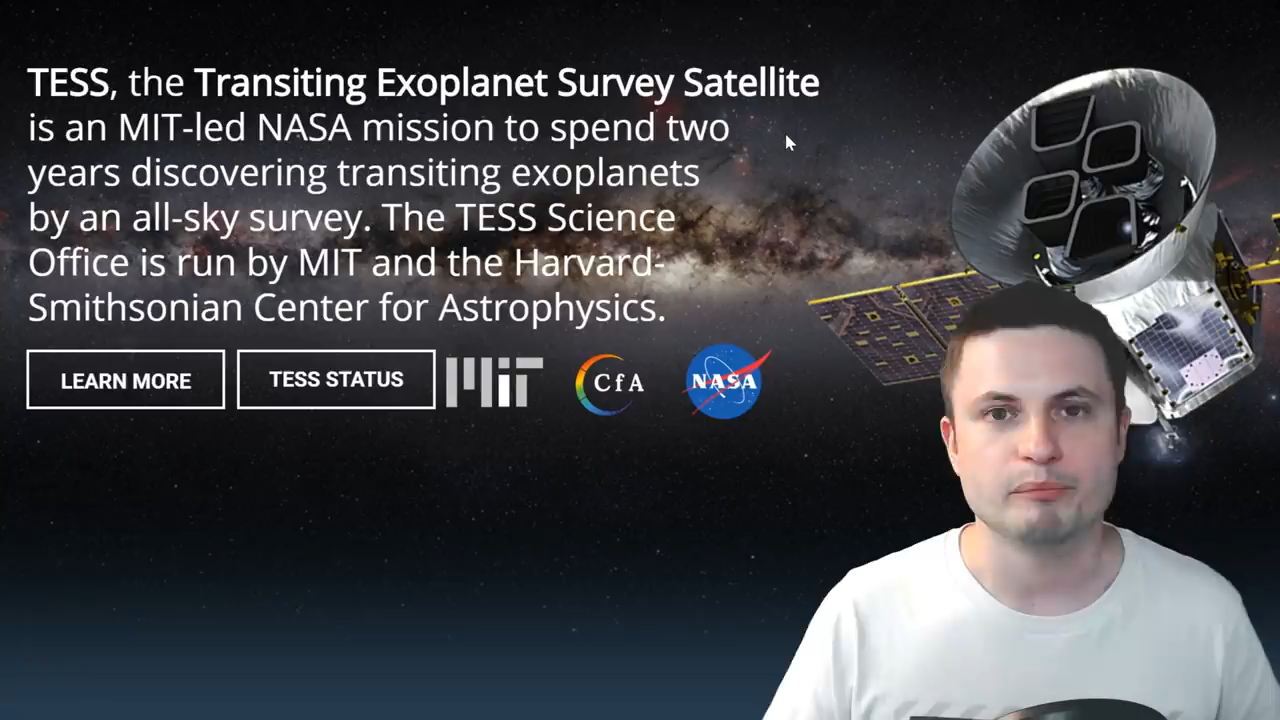 TESS, the Transiting Exoplanet Survey Satellite
is an MIT-led NASA mission to spend two
years discovering transiting exoplanets
by an all-sky survey. The TESS Science
Office is run by MIT and the Harvard-
Smithsonian Center for Astrophysics.
LEARN MORE
TESS STATUS
MIT
CfA
NASA